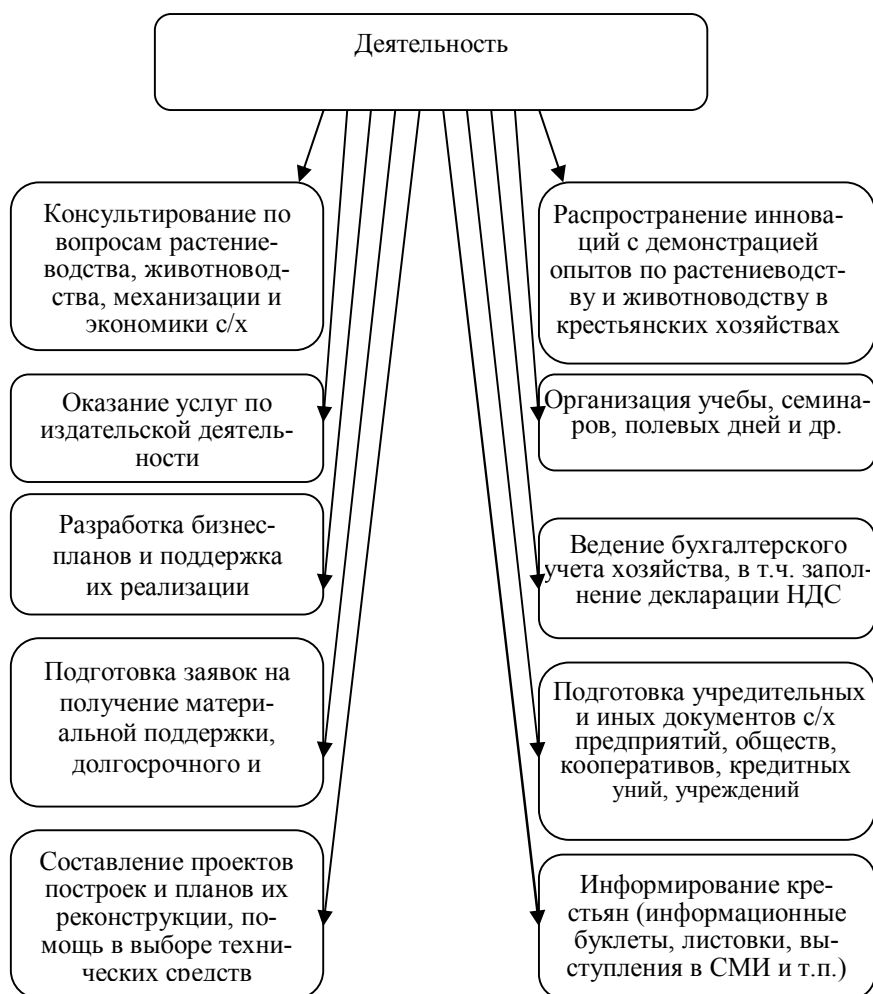 Деятельность
Консультирование по
вопросам растение-
водства, животновод-
ства, механизации и
экономики с/х
Оказание услуг по
издательской деятель-
ности
Разработка бизнес-
планов и поддержка
их реализации
Подготовка заявок на
получение матери-
альной поддержки,
долгосрочного и
Составление проектов
построек и планов их
реконструкции, по-
мощь в выборе техни-
ческих средств
Распространение иннова-
ций с демонстрацией
опытов по растениеводст-
ву и животноводству в
крестьянских хозяйствах
Организация учебы, семина-
ров, полевых дней и др.
Ведение бухгалтерского
учета хозяйства, в т.ч. запол-
нение декларации НДС
Подготовка учредительных
и иных документов с/х
предприятий, обществ,
кооперативов, кредитных
уний, учреждений
Информирование кре-
стьян (информационные
буклеты, листовки, вы-
ступления в СМИ и т.п.)